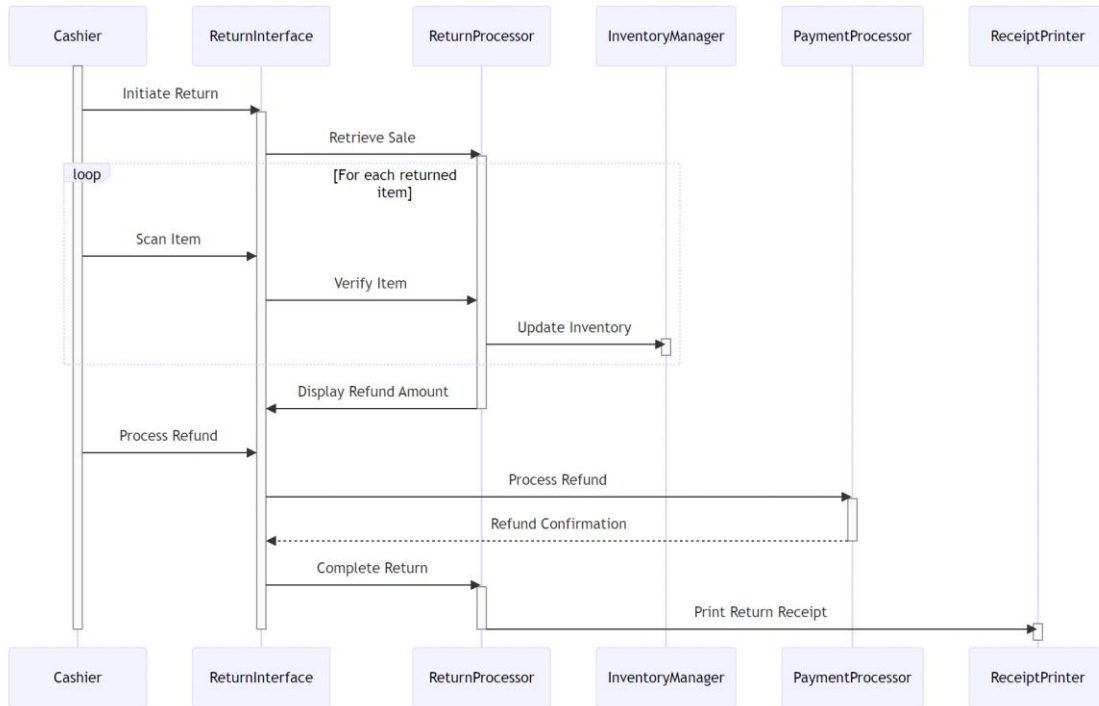 Cashier
ReturnInterface
ReturnProcessor
InventoryManager
PaymentProcessor
ReceiptPrinter
Initiate Return
Retrieve Sale
loop
[For each returned
item]
Scan Item
Verify Item
Update Inventory
Display Refund Amount
Process Refund
Process Refund
Refund Confirmation
Complete Return
Print Return Receipt
Cashier
ReturnInterface
ReturnProcessor
InventoryManager
PaymentProcessor
ReceiptPrinter